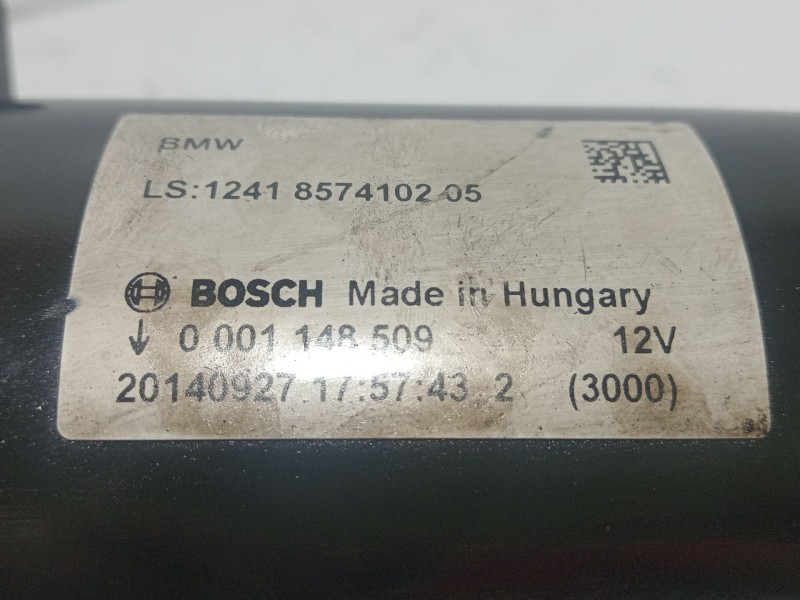 BMW
LS:1241 8574102 05
BOSCH Made in Hungary
↓ 0 001 148 509 12V
20140927 17:57:43 2 (3000)